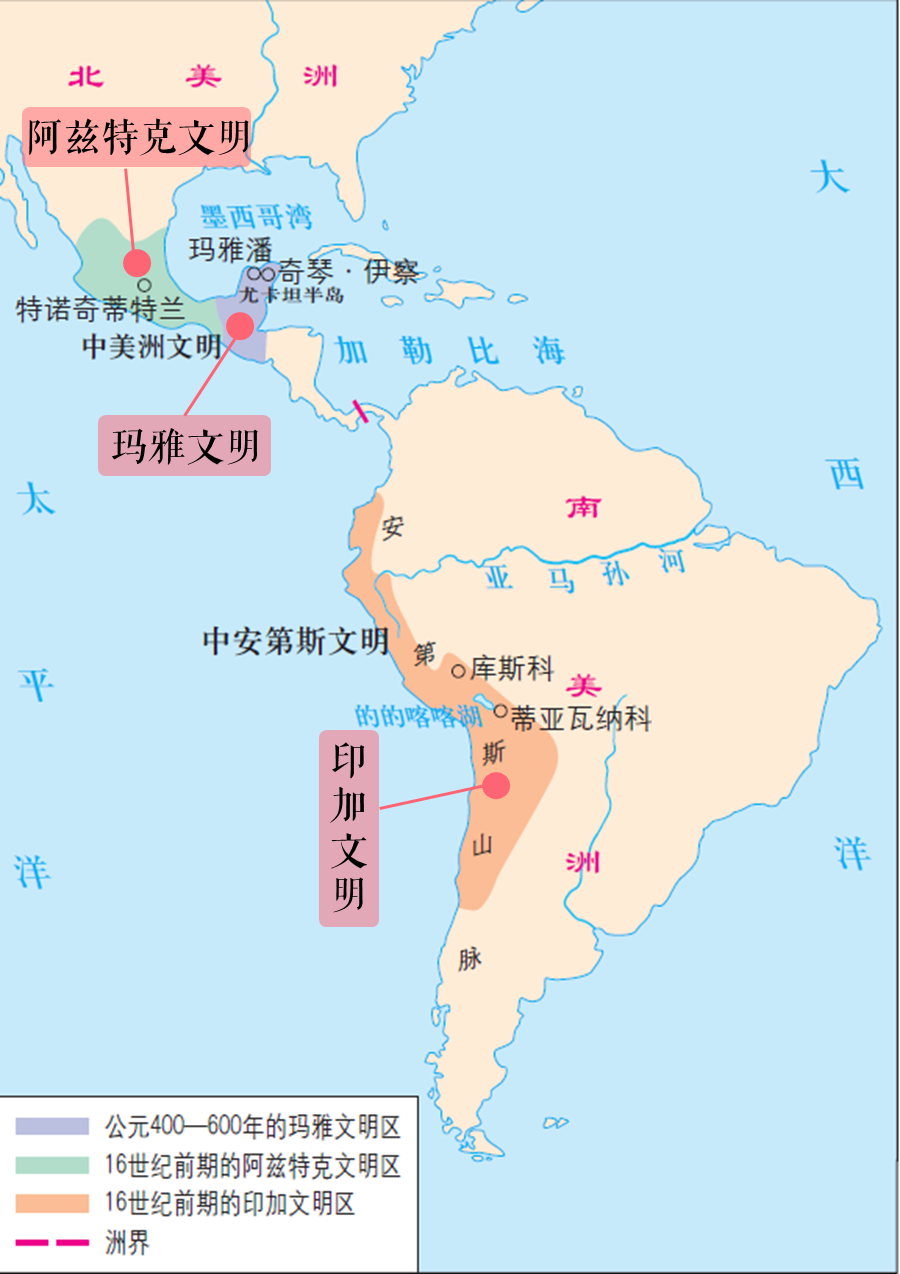 北美洲
阿兹特克文明
大西洋
墨西哥湾
玛雅潘
奇琴·伊察
尤卡坦半岛
特诺奇蒂特兰
中美洲文明
加勒比海
玛雅文明
太平洋
南美洲
安第斯山脉
亚马孙河
中安第斯文明
库斯科
的的喀喀湖
蒂亚瓦纳科
印加文明
公元400—600年的玛雅文明区
16世纪前期的阿兹特克文明区
16世纪前期的印加文明区
洲界